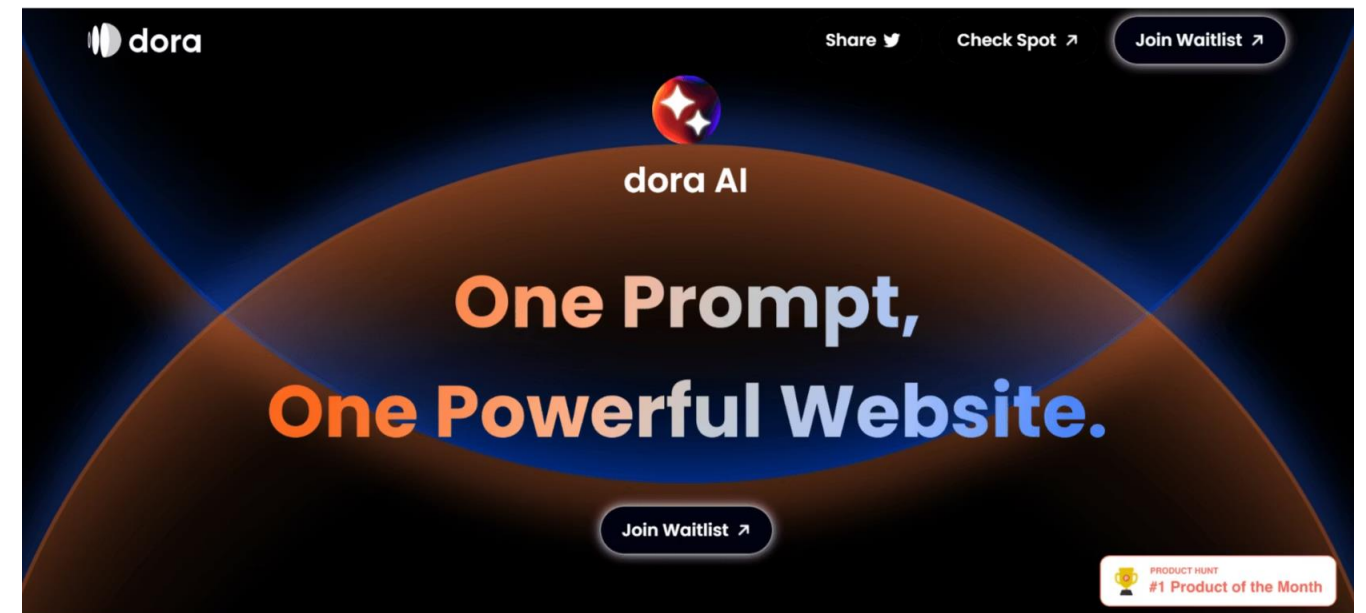 dora
Share
Check Spot ↗
Join Waitlist ↗
dora AI
One Prompt,
One Powerful Website.
Join Waitlist ↗
PRODUCT HUNT
#1 Product of the Month